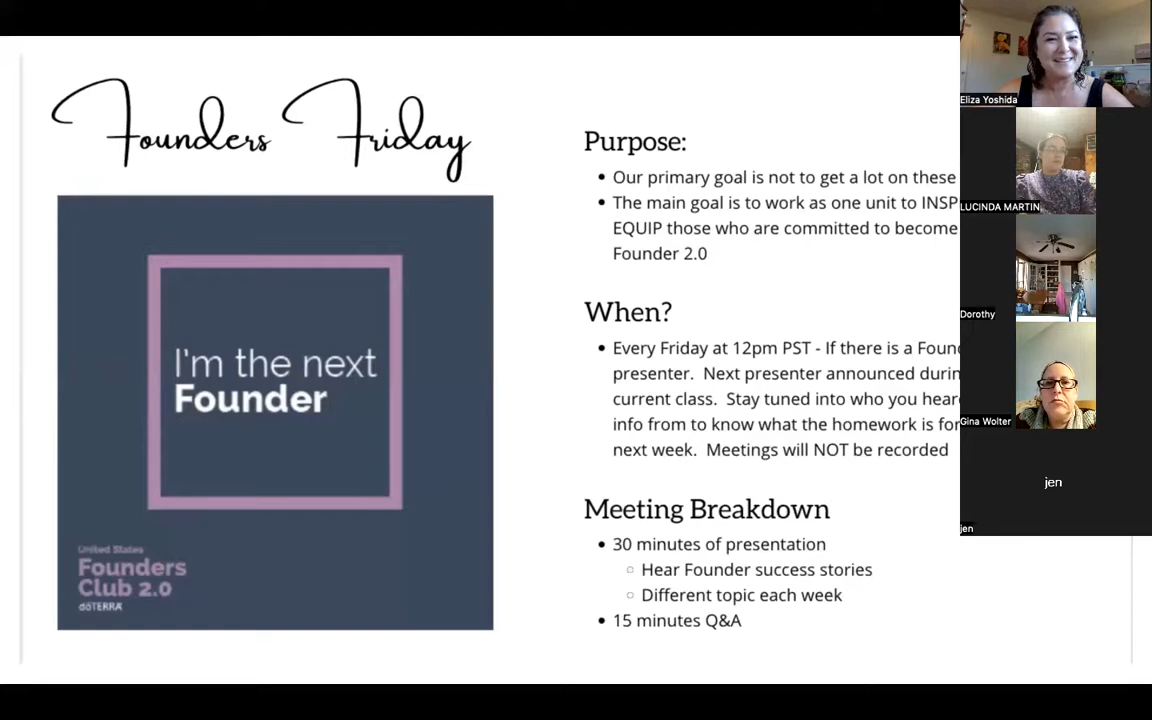 Founders Friday
I'm the next
Founder
United States
Founders
Club 2.0
dōTERRA
Purpose:
• Our primary goal is not to get a lot on these
• The main goal is to work as one unit to INSP
EQUIP those who are committed to become
Founder 2.0
When?
• Every Friday at 12pm PST - If there is a Foun
presenter. Next presenter announced durin
current class. Stay tuned into who you hear
info from to know what the homework is for
next week. Meetings will NOT be recorded
Meeting Breakdown
• 30 minutes of presentation
○ Hear Founder success stories
○ Different topic each week
• 15 minutes Q&A
Eliza Yoshida
LUCINDA MARTIN
Dorothy
Gina Wolter
jen
jen